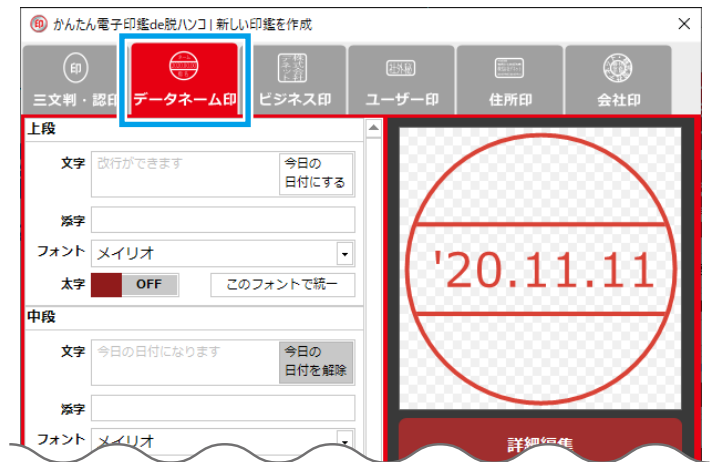 印 かんたん電子印鑑de脱ハンコ | 新しい印鑑を作成 ×
印
三文判・認印 データネーム印 ビジネス印 ユーザー印 住所印 会社印
社外秘
上段
文字 改行ができます 今日の
日付にする
添字
フォント メイリオ
太字 OFF このフォントで統一
中段
文字 今日の日付になります 今日の
日付を解除
添字
フォント メイリオ
'20.11.11
詳細編集